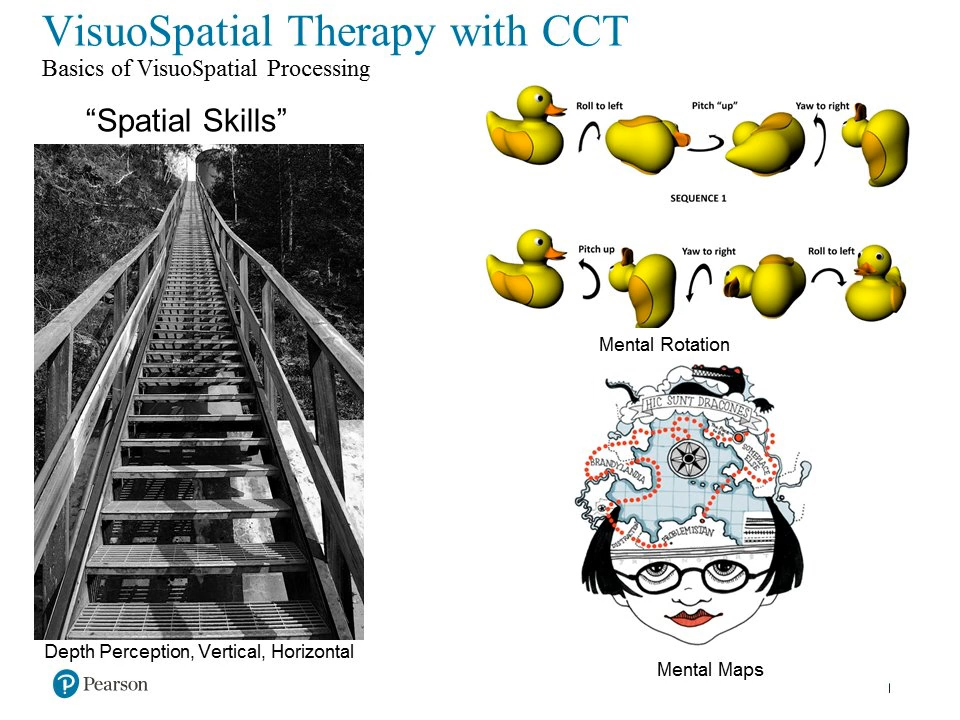 VisuoSpatial Therapy with CCT
Basics of VisuoSpatial Processing
“Spatial Skills”
Depth Perception, Vertical, Horizontal
Roll to left
Pitch “up”
Yaw to right
SEQUENCE 1
Pitch up
Yaw to right
Roll to left
Mental Rotation
HIC SUNT DRACONES
BRANDYLANDIA
SOMEPLACE
ELSE
PROBLEMISTAN
Mental Maps
Pearson